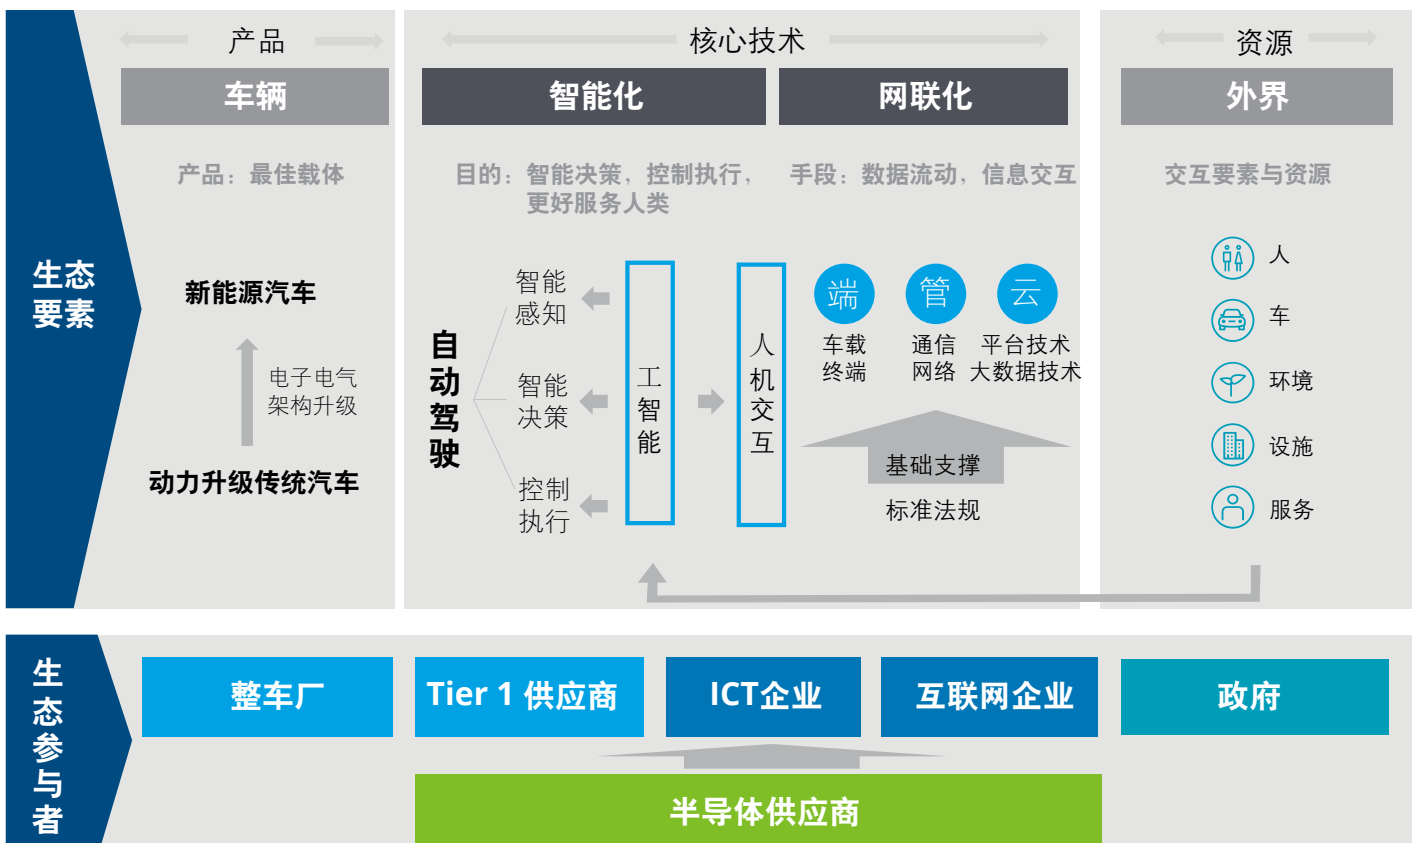 产品
核心技术
资源
车辆
智能化
网联化
外界
产品：最佳载体
目的：智能决策，控制执行，
更好服务人类
手段：数据流动，信息交互
交互要素与资源
生态
要素
新能源汽车
电子电气
架构升级
动力升级传统汽车
自动驾驶
智能
感知
智能
决策
控制
执行
工智能
人机交互
端
管
云
车载
终端
通信
网络
平台技术
大数据技术
基础支撑
标准法规
人
车
环境
设施
服务
生态参与者
整车厂
Tier 1 供应商
ICT企业
互联网企业
政府
半导体供应商